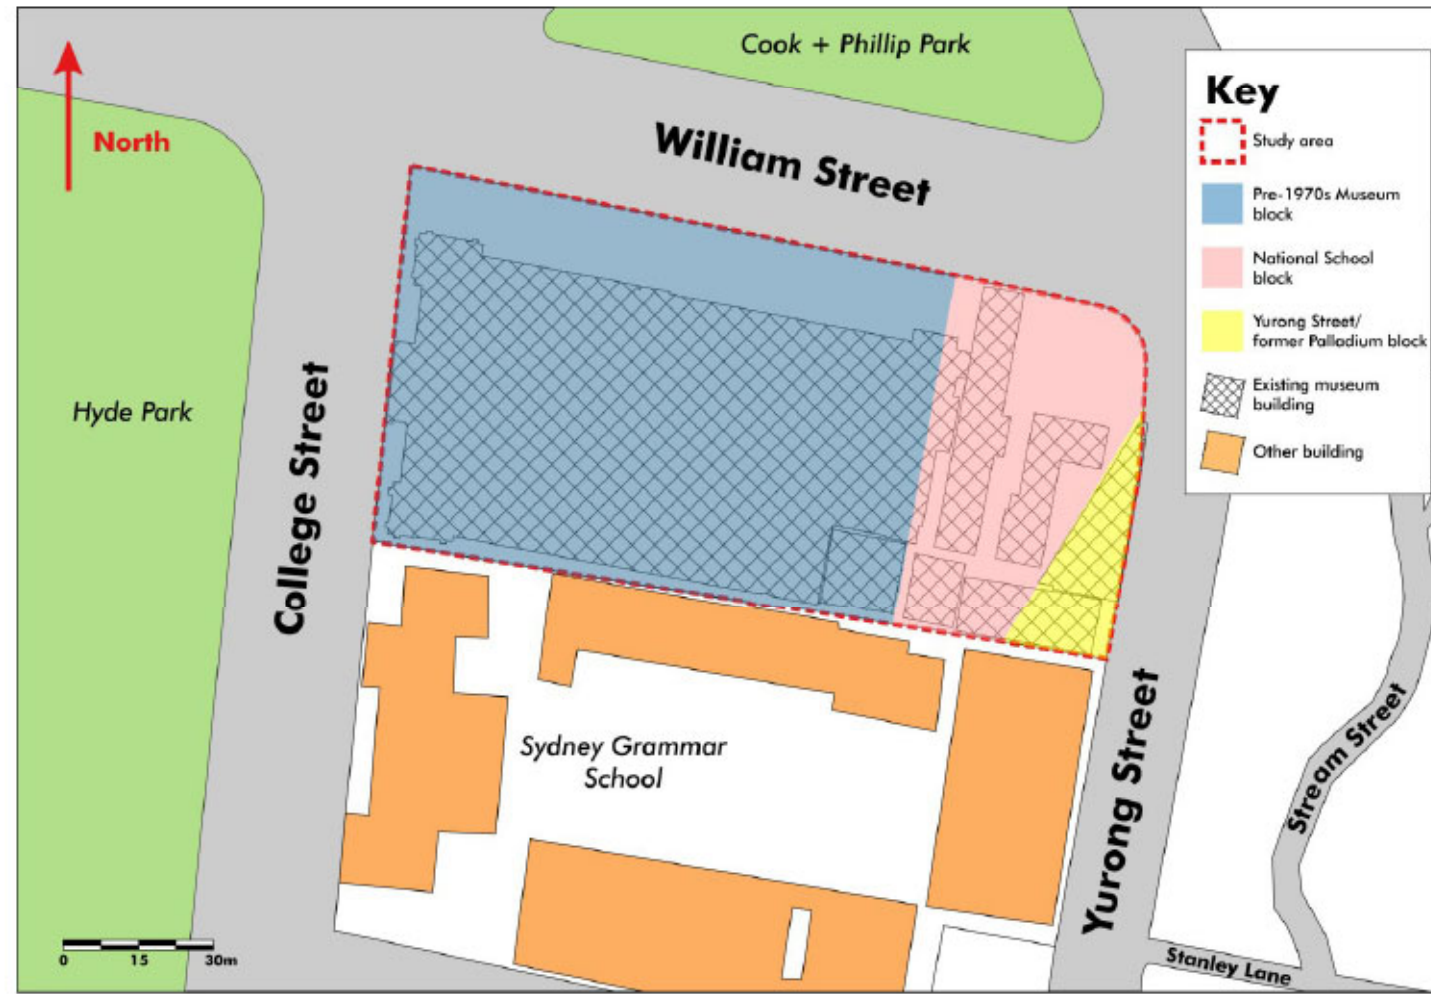 Cook + Phillip Park
North
William Street
Key
Study area
Pre-1970s Museum
block
National School
block
Yurong Street/
former Palladium block
Existing museum
building
Other building
Hyde Park
College Street
Sydney Grammar
School
Yurong Street
Stream Street
Stanley Lane
0 15 30m